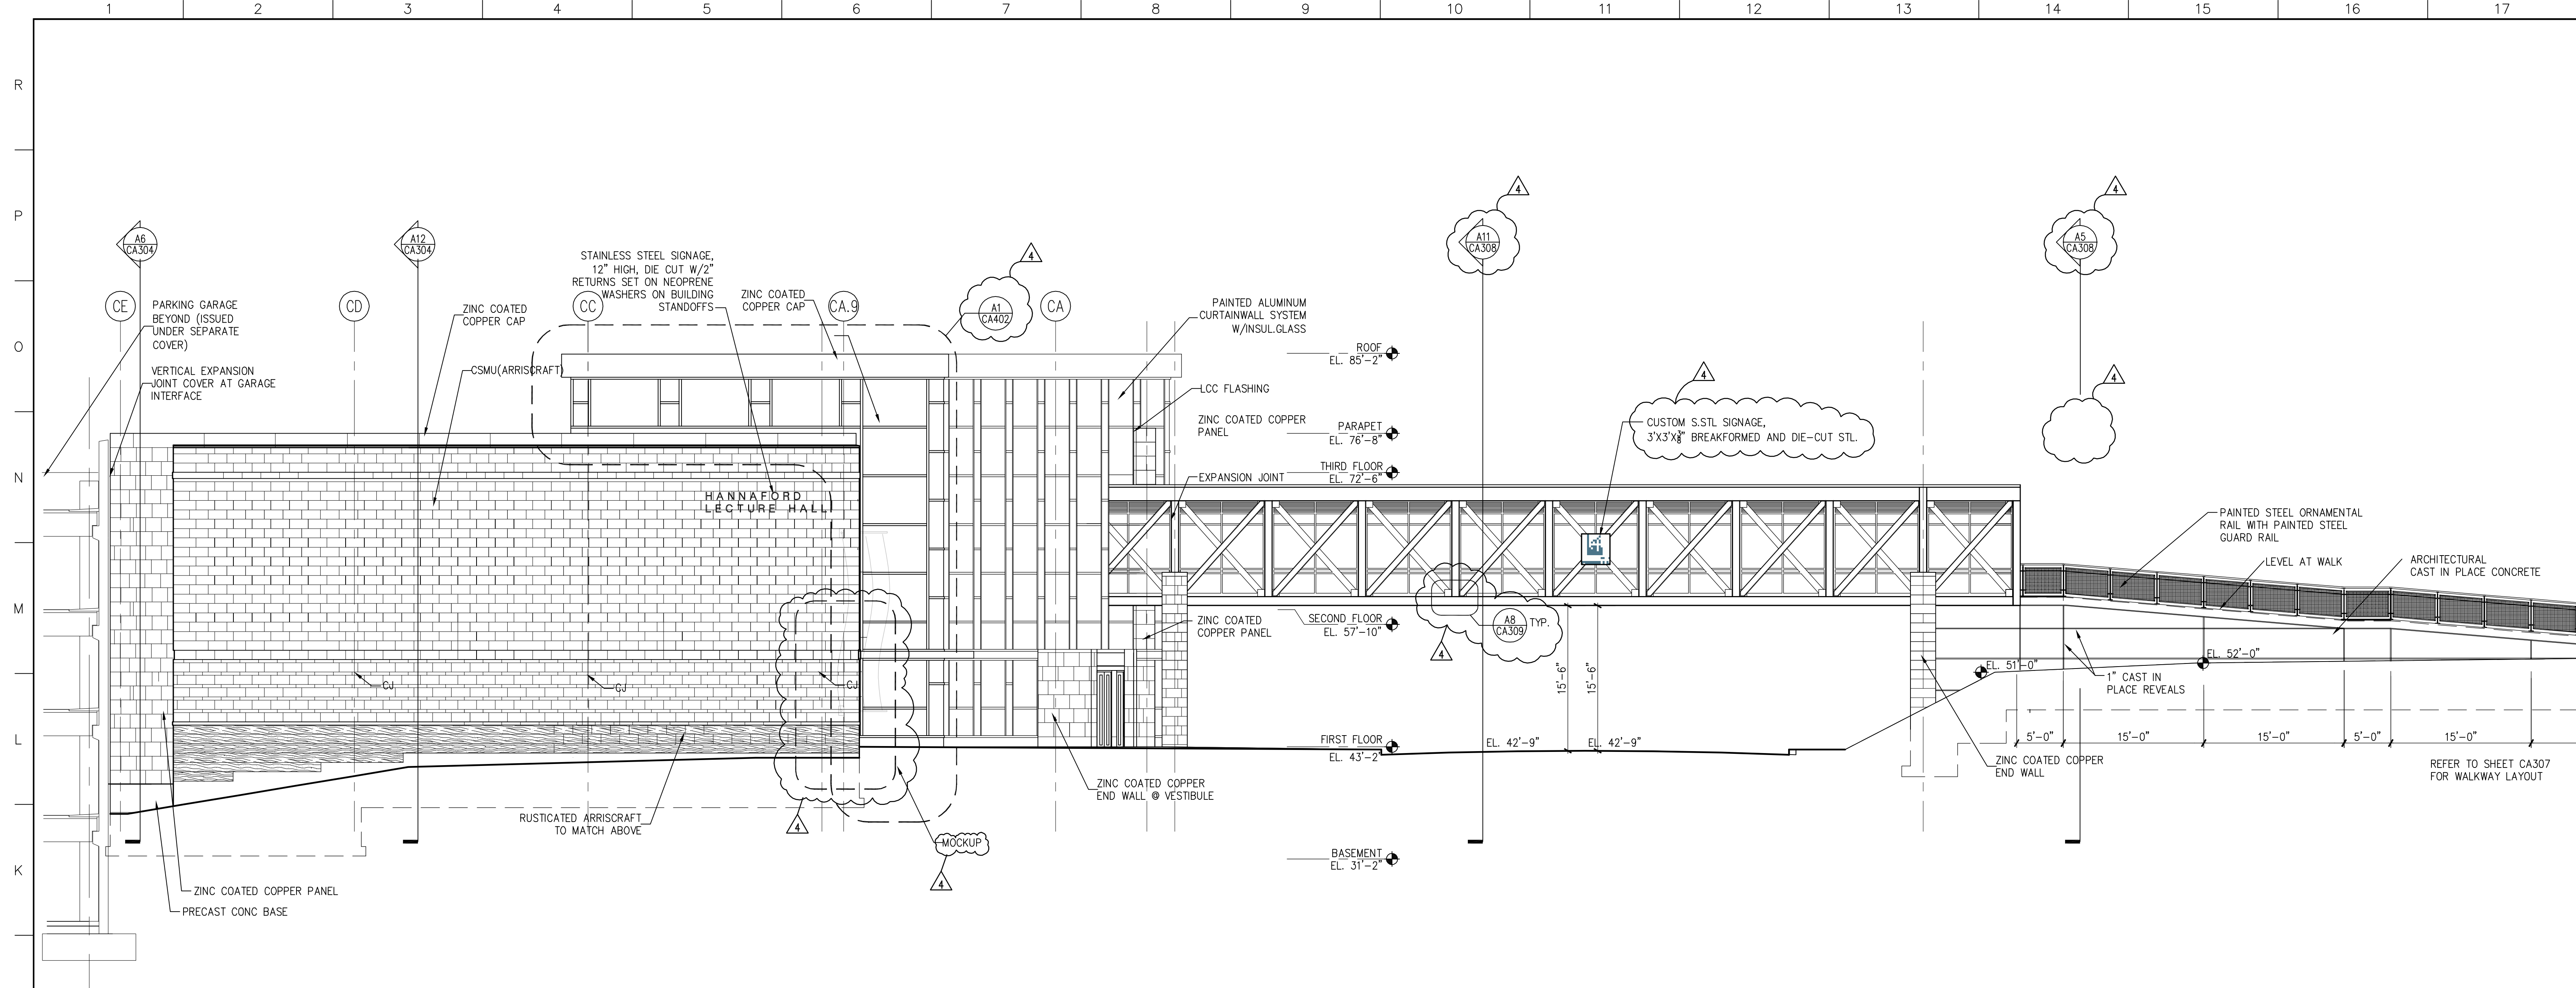 1 2 3 4 5 6 7 8 9 10 11 12 13 14 15 16 17
R
P
O
N
M
L
K
A6
CA304
A12
CA304
A11
CA308
4
A5
CA308
4
4
A1
CA402
4
CE
CD
CC
CA.9
CA
PARKING GARAGE
BEYOND (ISSUED
UNDER SEPARATE
COVER)
VERTICAL EXPANSION
JOINT COVER AT GARAGE
INTERFACE
ZINC COATED
COPPER CAP
CSMU(ARRISCRAFT)
STAINLESS STEEL SIGNAGE,
12" HIGH, DIE CUT W/2"
RETURNS SET ON NEOPRENE
WASHERS ON BUILDING
STANDOFFS
ZINC COATED
COPPER CAP
PAINTED ALUMINUM
CURTAINWALL SYSTEM
W/INSUL.GLASS
LCC FLASHING
ZINC COATED COPPER
PANEL
EXPANSION JOINT
ROOF
EL. 85'-2"
PARAPET
EL. 76'-8"
THIRD FLOOR
EL. 72'-6"
4
CUSTOM S.STL SIGNAGE,
3'X3'X3/8" BREAKFORMED AND DIE-CUT STL.
HANNAFORD
LECTURE HALL
PAINTED STEEL ORNAMENTAL
RAIL WITH PAINTED STEEL
GUARD RAIL
LEVEL AT WALK
ARCHITECTURAL
CAST IN PLACE CONCRETE
ZINC COATED
COPPER PANEL
SECOND FLOOR
EL. 57'-10"
A8
CA309
TYP.
4
15'-6"
15'-6"
EL. 51'-0"
EL. 52'-0"
1" CAST IN
PLACE REVEALS
CJ
CJ
CJ
FIRST FLOOR
EL. 43'-2"
EL. 42'-9"
EL. 42'-9"
5'-0"
15'-0"
15'-0"
5'-0"
15'-0"
ZINC COATED COPPER
END WALL
REFER TO SHEET CA307
FOR WALKWAY LAYOUT
ZINC COATED COPPER
END WALL @ VESTIBULE
RUSTICATED ARRISCRAFT
TO MATCH ABOVE
4
MOCKUP
4
BASEMENT
EL. 31'-2"
ZINC COATED COPPER PANEL
PRECAST CONC BASE